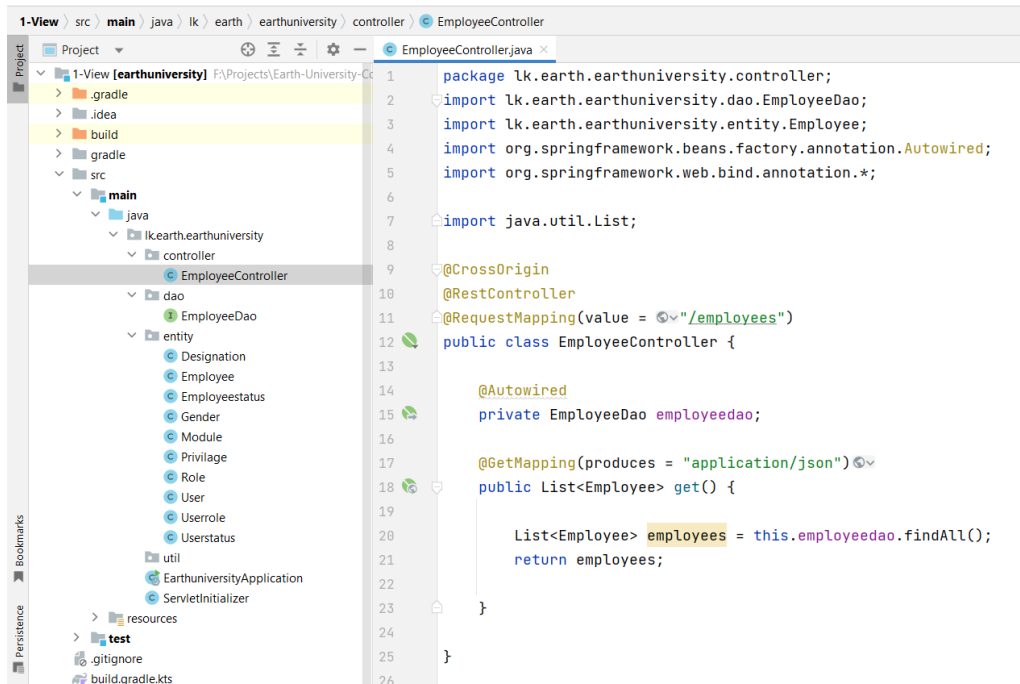 1-View src main java lk earth earthuniversity controller EmployeeController
Project
Project
EmployeeController.java
1-View [earthuniversity] F:\Projects\Earth-University-Co
.gradle
.idea
build
gradle
src
main
java
lk.earth.earthuniversity
controller
EmployeeController
dao
EmployeeDao
entity
Designation
Employee
Employeestatus
Gender
Module
Privilage
Role
User
Userrole
Userstatus
util
EarthuniversityApplication
ServletInitializer
resources
test
.gitignore
build.gradle.kts
Bookmarks
Persistence
1 package lk.earth.earthuniversity.controller;
2 import lk.earth.earthuniversity.dao.EmployeeDao;
3 import lk.earth.earthuniversity.entity.Employee;
4 import org.springframework.beans.factory.annotation.Autowired;
5 import org.springframework.web.bind.annotation.*;
6
7 import java.util.List;
8
9 @CrossOrigin
10 @RestController
11 @RequestMapping(value = "/employees")
12 public class EmployeeController {
13
14 @Autowired
15 private EmployeeDao employeedao;
16
17 @GetMapping(produces = "application/json")
18 public List<Employee> get() {
19
20 List<Employee> employees = this.employeedao.findAll();
21 return employees;
22
23 }
24
25 }
26